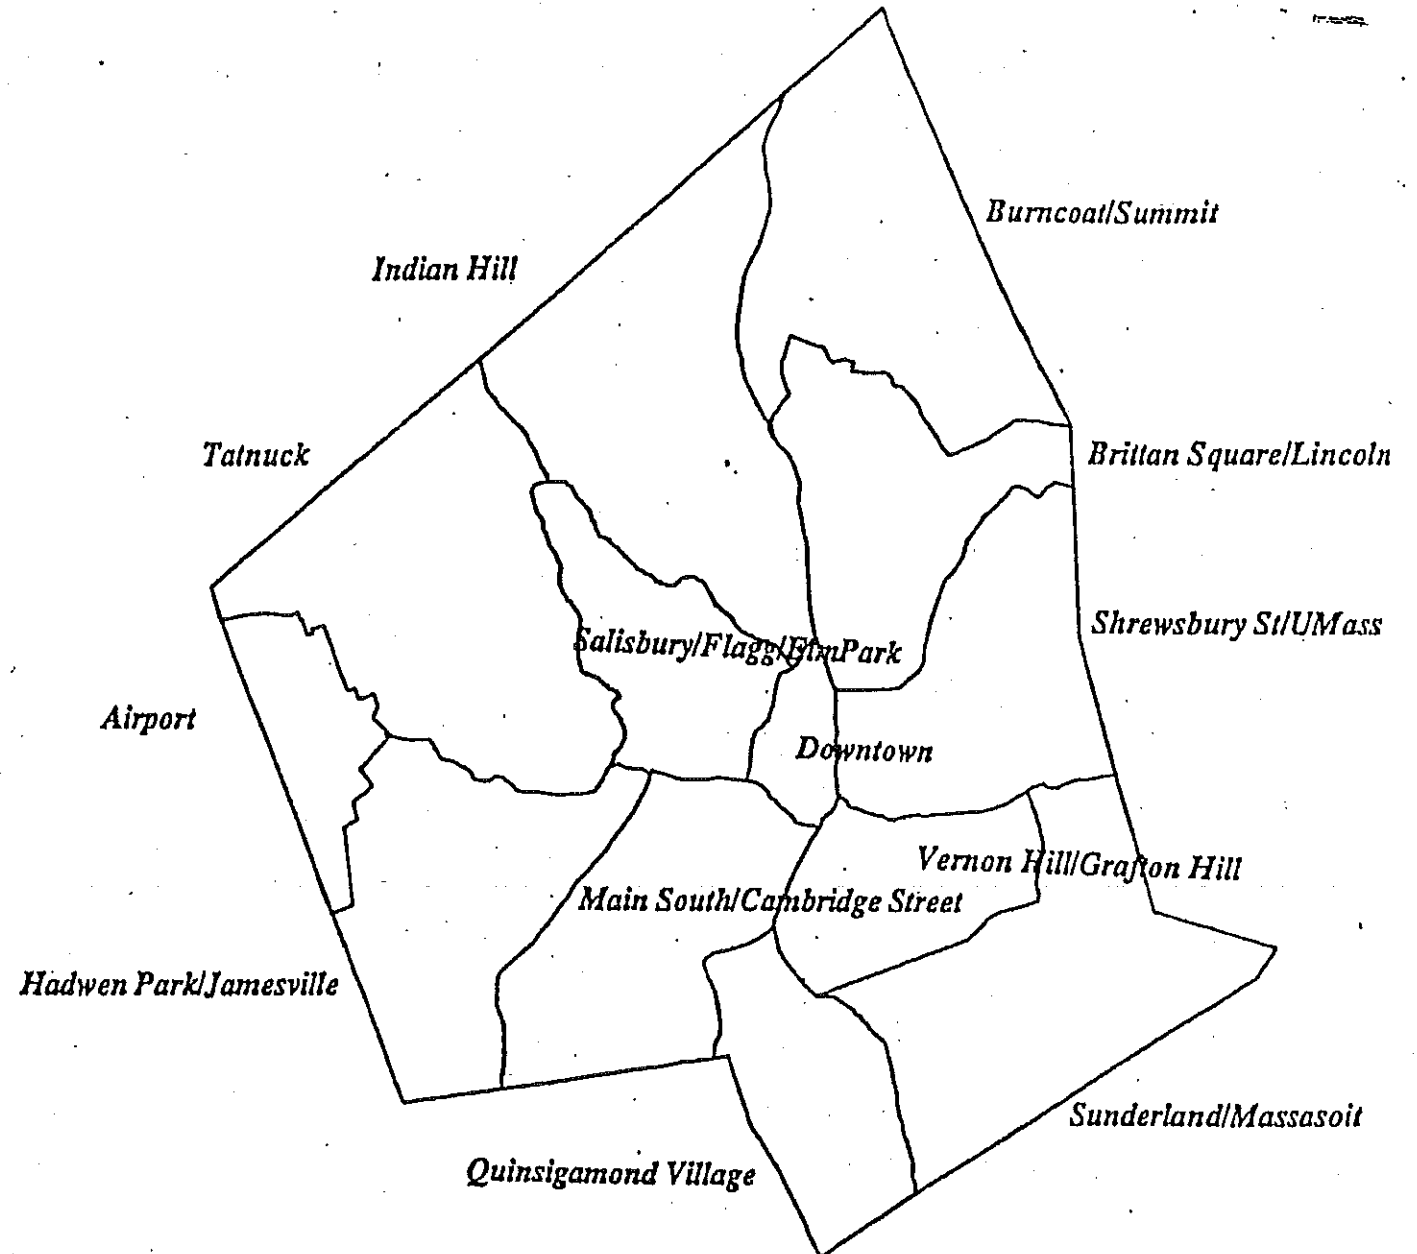 Burncoat/Summit
Indian Hill
Tatnuck
Brittan Square/Lincoln
Shrewsbury St/UMass
Salisbury/Flagg/ElmPark
Airport
Downtown
Vernon Hill/Grafton Hill
Main South/Cambridge Street
Hadwen Park/Jamesville
Sunderland/Massasoit
Quinsigamond Village